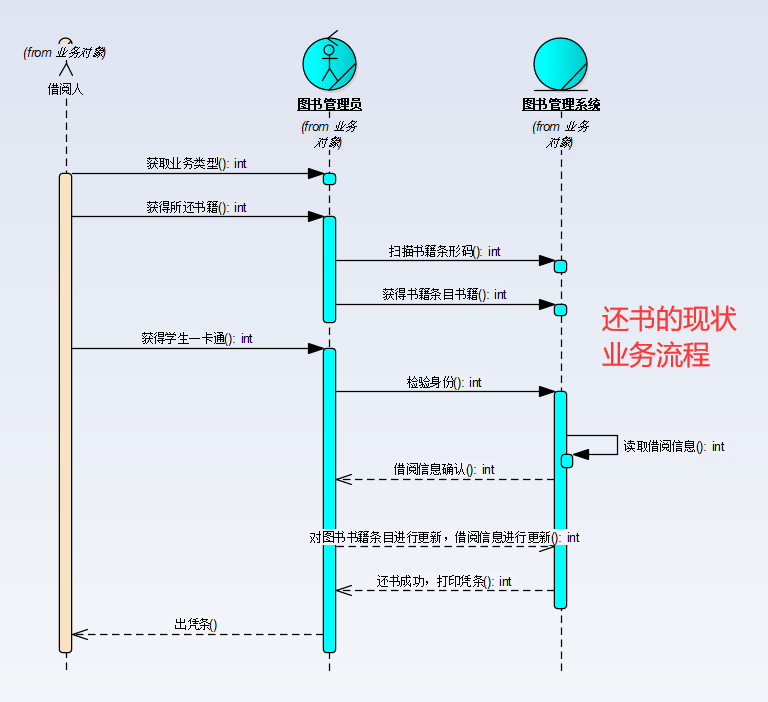 (from 业务对象)
借阅人
图书管理员
(from 业务
对象)
图书管理系统
(from 业务
对象)
获取业务类型(): int
获得所还书籍(): int
扫描书籍条形码(): int
获得书籍条目书籍(): int
还书的现状
业务流程
获得学生一卡通(): int
检验身份(): int
读取借阅信息(): int
借阅信息确认(): int
对图书书籍条目进行更新，借阅信息进行更新(): int
还书成功，打印凭条(): int
出凭条()